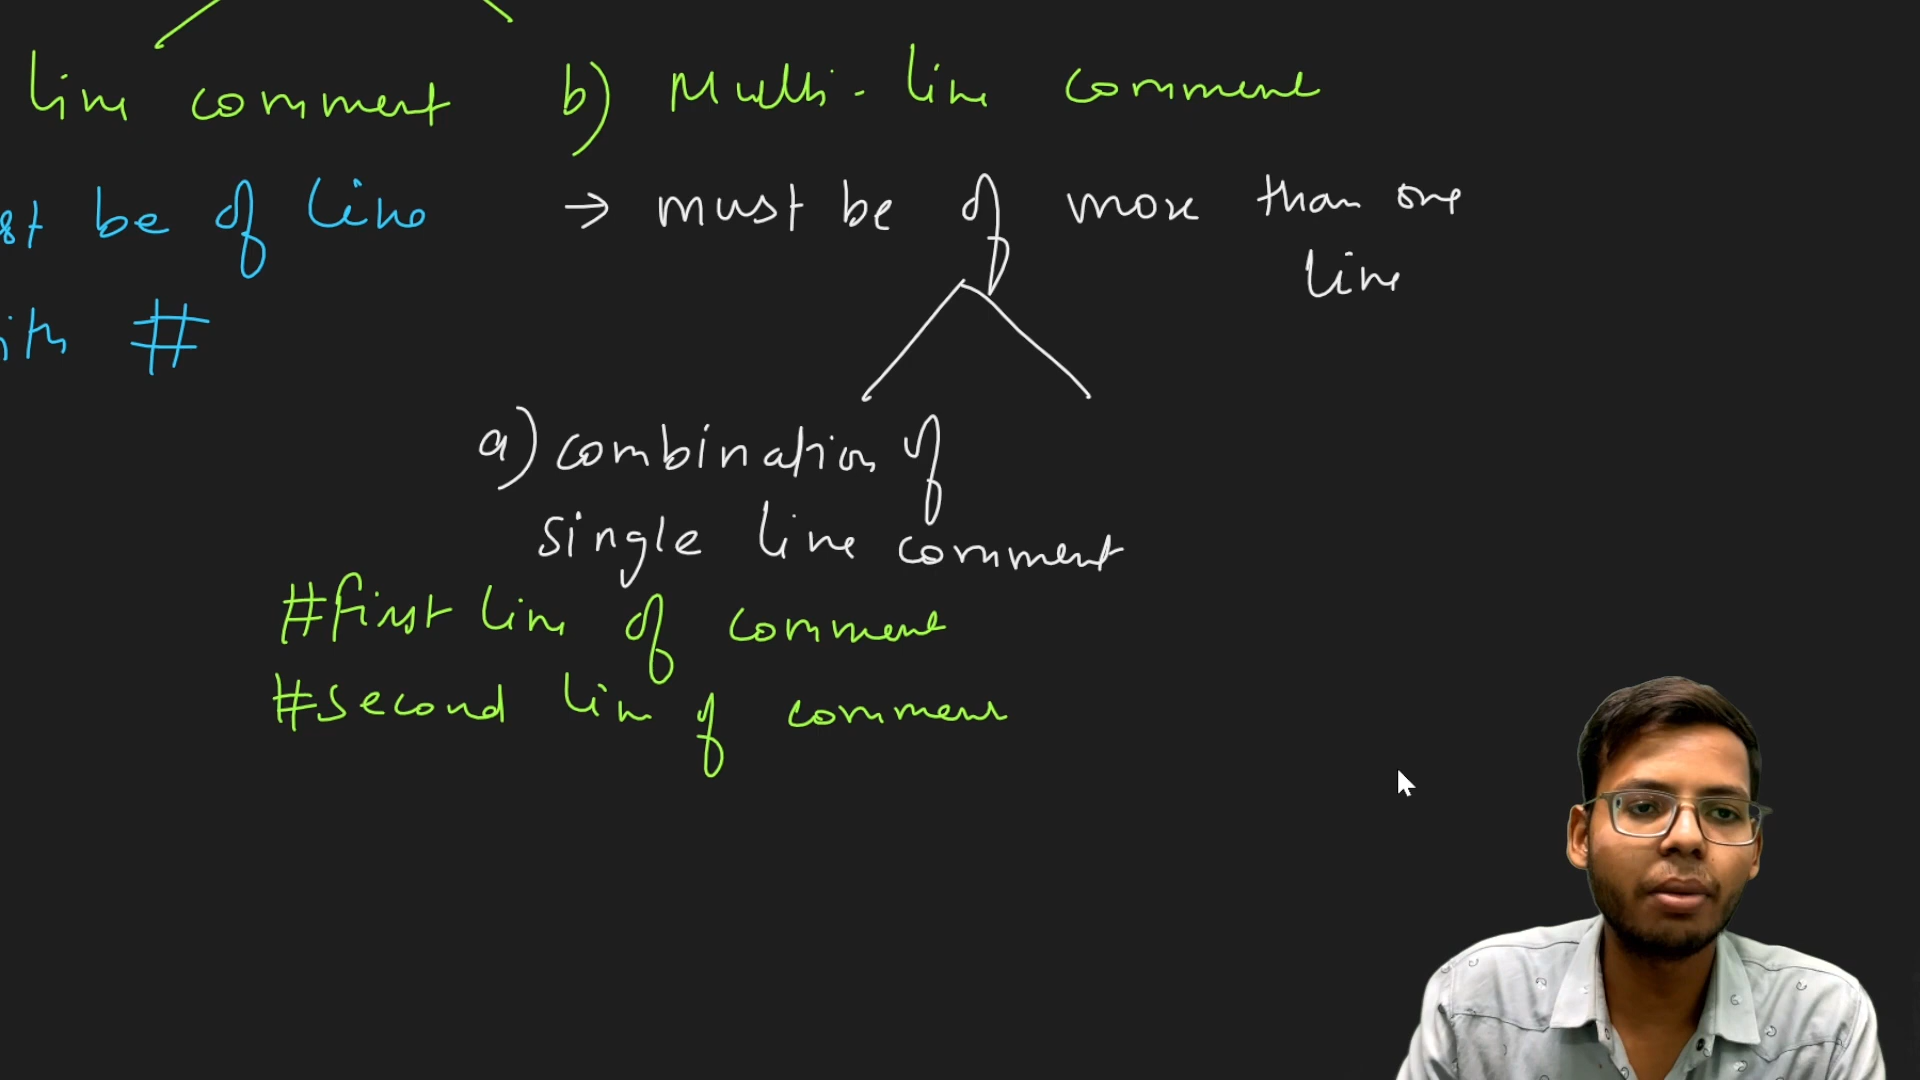 line comment
b) Multi-line comment
be of line
→ must be of more than one
line
#
a) combination of
single line comment
#first line of comment
#second line of comment